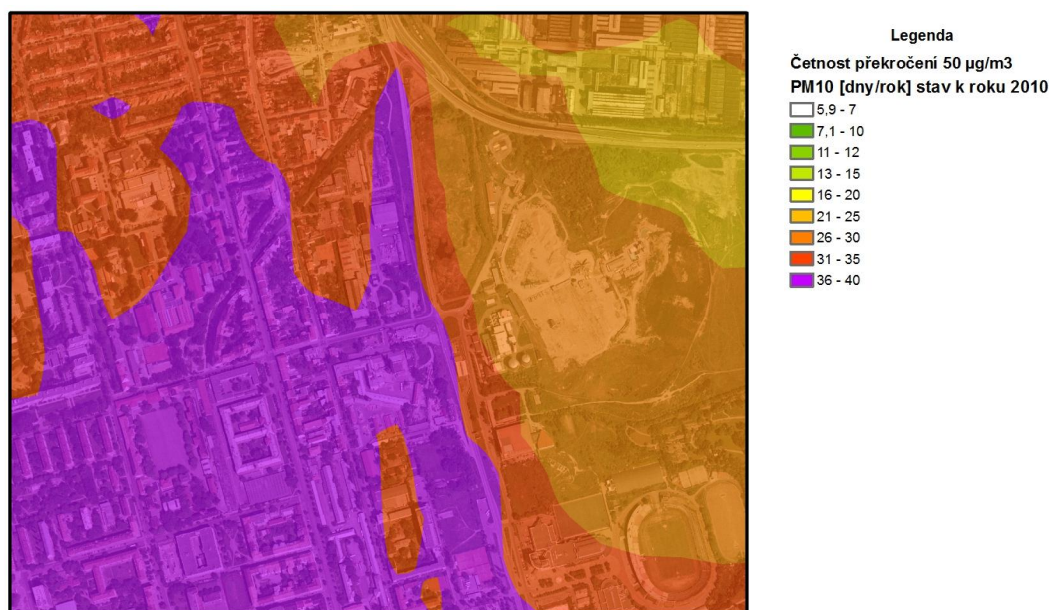 Legenda
Četnost překročení 50 µg/m3
PM10 [dny/rok] stav k roku 2010
5,9 - 7
7,1 - 10
11 - 12
13 - 15
16 - 20
21 - 25
26 - 30
31 - 35
36 - 40